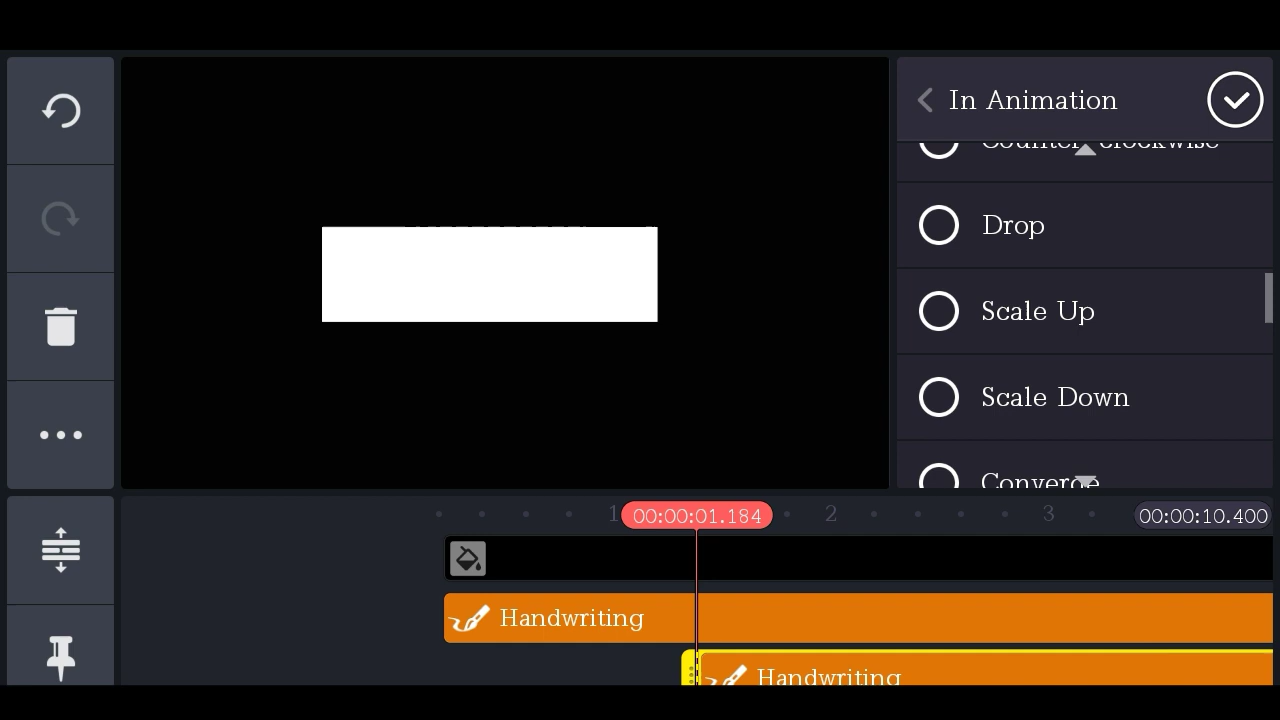 In Animation
Counter-clockwise
Drop
Scale Up
Scale Down
Converge
1
00:00:01.184
2
3
00:00:10.400
Handwriting
Handwriting